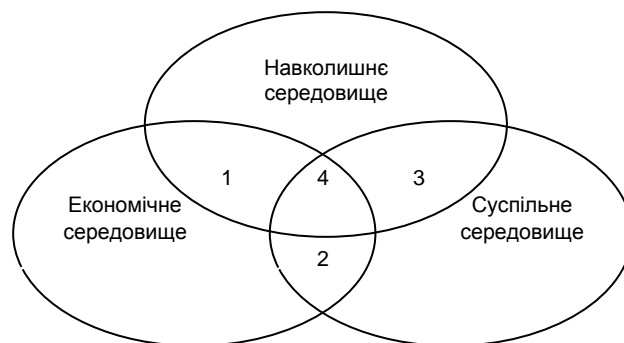 Навколишнє
середовище
1
4
3
Економічне
середовище
Суспільне
середовище
2